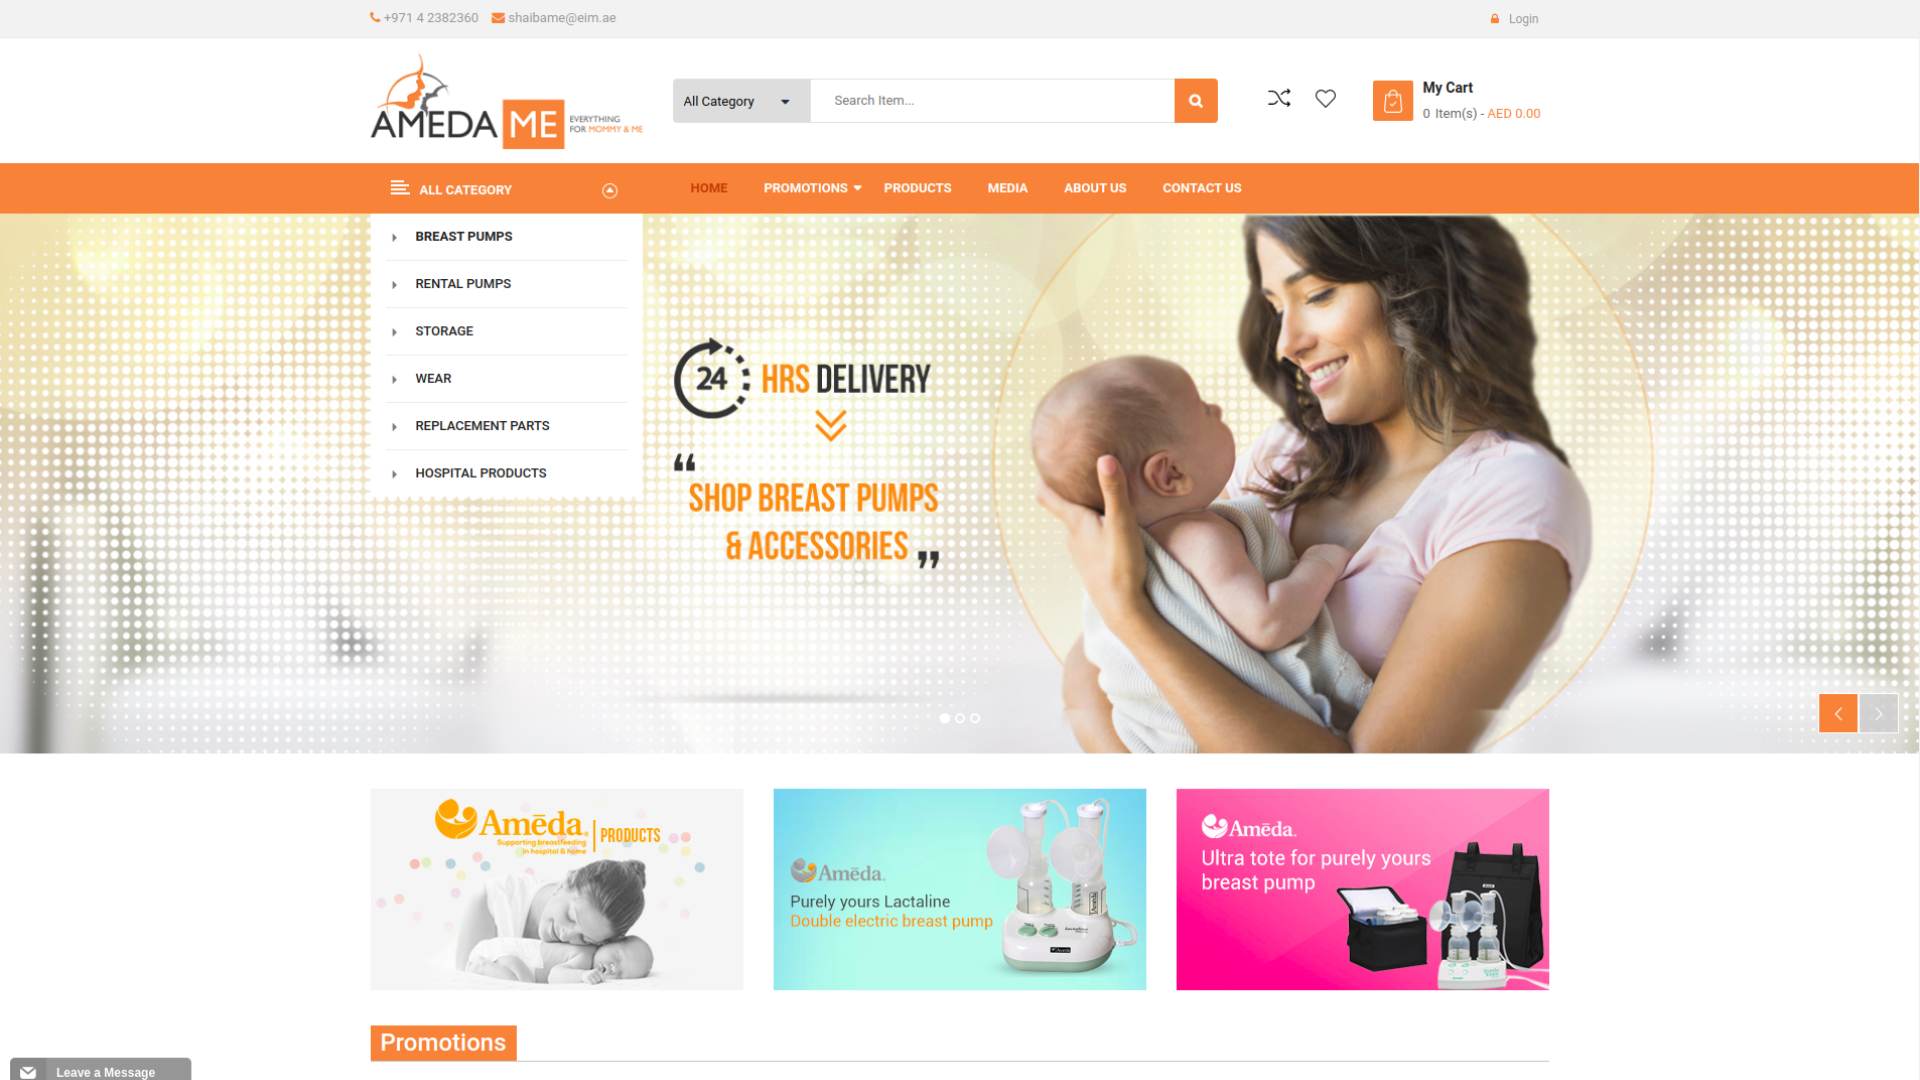 +971 4 2382360 shaibame@eim.ae Login
AMEDA ME EVERYTHING
FOR MOMMY & ME
All Category Search Item...
My Cart
0 Item(s) - AED 0.00
ALL CATEGORY HOME PROMOTIONS PRODUCTS MEDIA ABOUT US CONTACT US
BREAST PUMPS
RENTAL PUMPS
STORAGE
WEAR
REPLACEMENT PARTS
HOSPITAL PRODUCTS
24 HRS DELIVERY
“
SHOP BREAST PUMPS
& ACCESSORIES ”
Amēda. PRODUCTS
Supporting breastfeeding
in hospital & home
Amēda.
Purely yours Lactaline
Double electric breast pump
Amēda.
Ultra tote for purely yours
breast pump
Promotions
Leave a Message